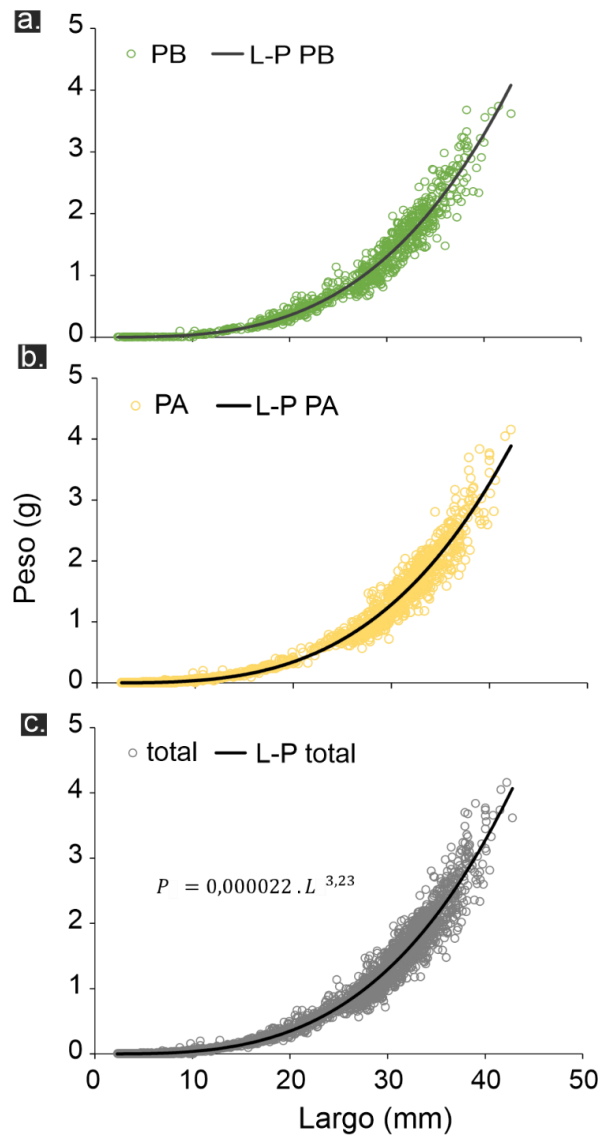 a.
5
4
3
2
1
0
PB L-P PB
b.
5
4
3
2
1
0
PA L-P PA
Peso (g)
c.
5
4
3
2
1
0
total L-P total
P = 0,000022 . L 3,23
0 10 20 30 40 50
Largo (mm)